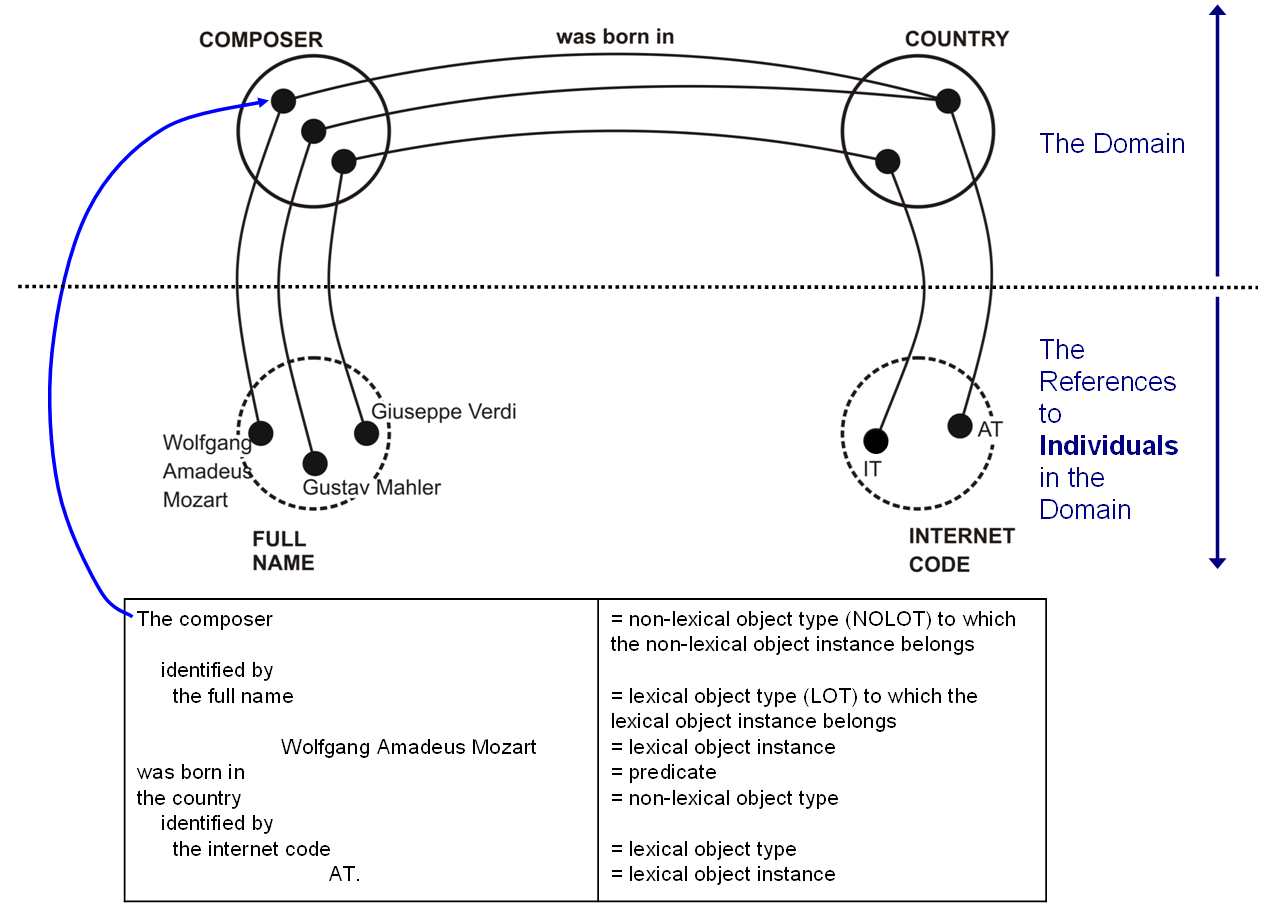 COMPOSER
was born in
COUNTRY
The Domain
The
References
to
Individuals
in the
Domain
Giuseppe Verdi
Wolfgang
Amadeus
Mozart
Gustav Mahler
AT
IT
FULL
NAME
INTERNET
CODE
The composer
= non-lexical object type (NOLOT) to which
the non-lexical object instance belongs
identified by
the full name
= lexical object type (LOT) to which the
lexical object instance belongs
Wolfgang Amadeus Mozart
= lexical object instance
was born in
= predicate
the country
= non-lexical object type
identified by
the internet code
= lexical object type
AT.
= lexical object instance